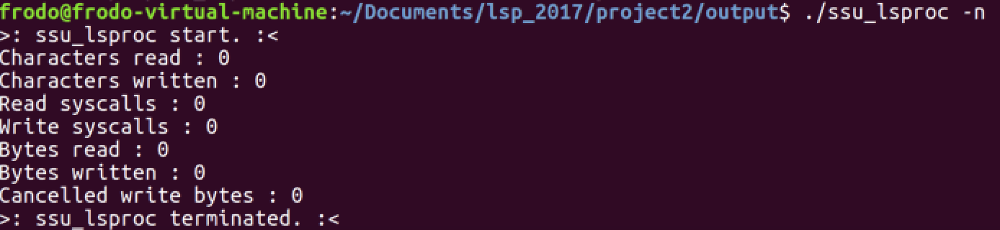 frodo@frodo-virtual-machine:~/Documents/lsp_2017/project2/output$ ./ssu_lsproc -n
>: ssu_lsproc start. :<
Characters read : 0
Characters written : 0
Read syscalls : 0
Write syscalls : 0
Bytes read : 0
Bytes written : 0
Cancelled write bytes : 0
>: ssu_lsproc terminated. :<